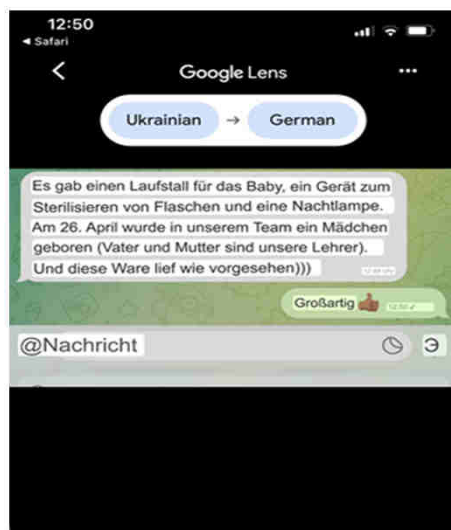 12:50
◄ Safari
Google Lens
Ukrainian → German
Es gab einen Laufstall für das Baby, ein Gerät zum
Sterilisieren von Flaschen und eine Nachtlampe.
Am 26. April wurde in unserem Team ein Mädchen
geboren (Vater und Mutter sind unsere Lehrer).
Und diese Ware lief wie vorgesehen)))
Großartig 👍🏾
@Nachricht